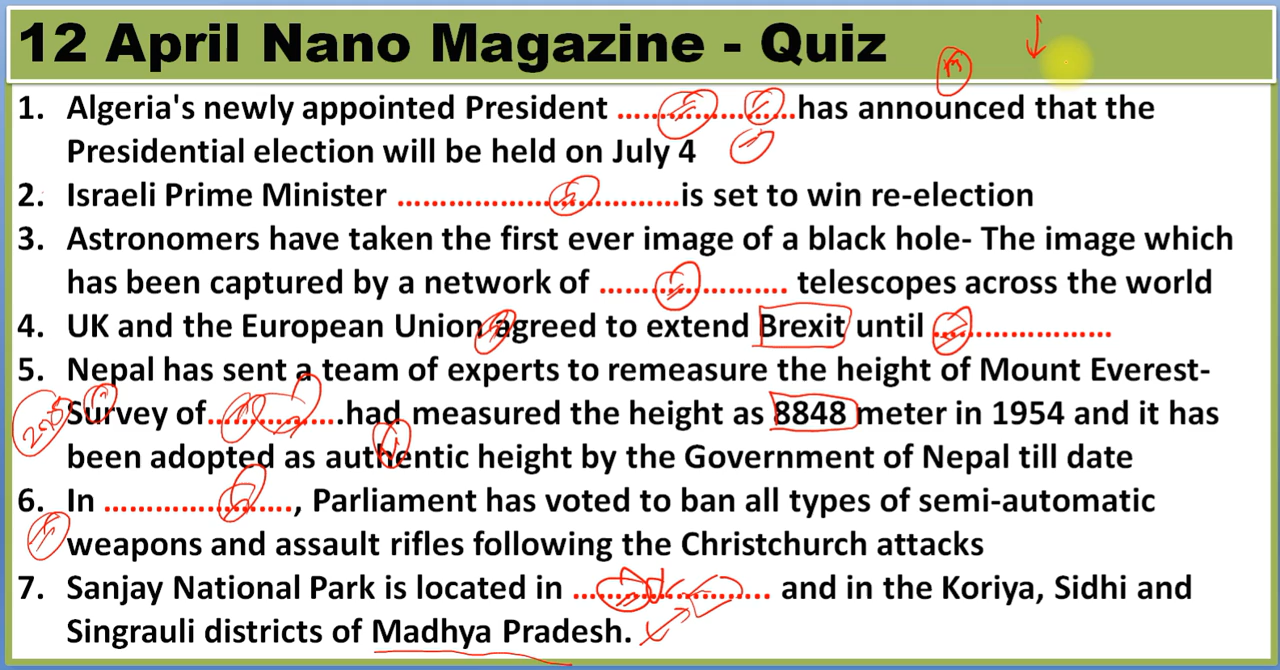 12 April Nano Magazine - Quiz
1. Algeria's newly appointed President ........................has announced that the
Presidential election will be held on July 4
2. Israeli Prime Minister ......................................is set to win re-election
3. Astronomers have taken the first ever image of a black hole- The image which
has been captured by a network of ......................... telescopes across the world
4. UK and the European Union agreed to extend Brexit until ........................
5. Nepal has sent a team of experts to remeasure the height of Mount Everest-
Survey of..................had measured the height as 8848 meter in 1954 and it has
been adopted as authentic height by the Government of Nepal till date
6. In ........................., Parliament has voted to ban all types of semi-automatic
weapons and assault rifles following the Christchurch attacks
7. Sanjay National Park is located in .......................... and in the Koriya, Sidhi and
Singrauli districts of Madhya Pradesh.